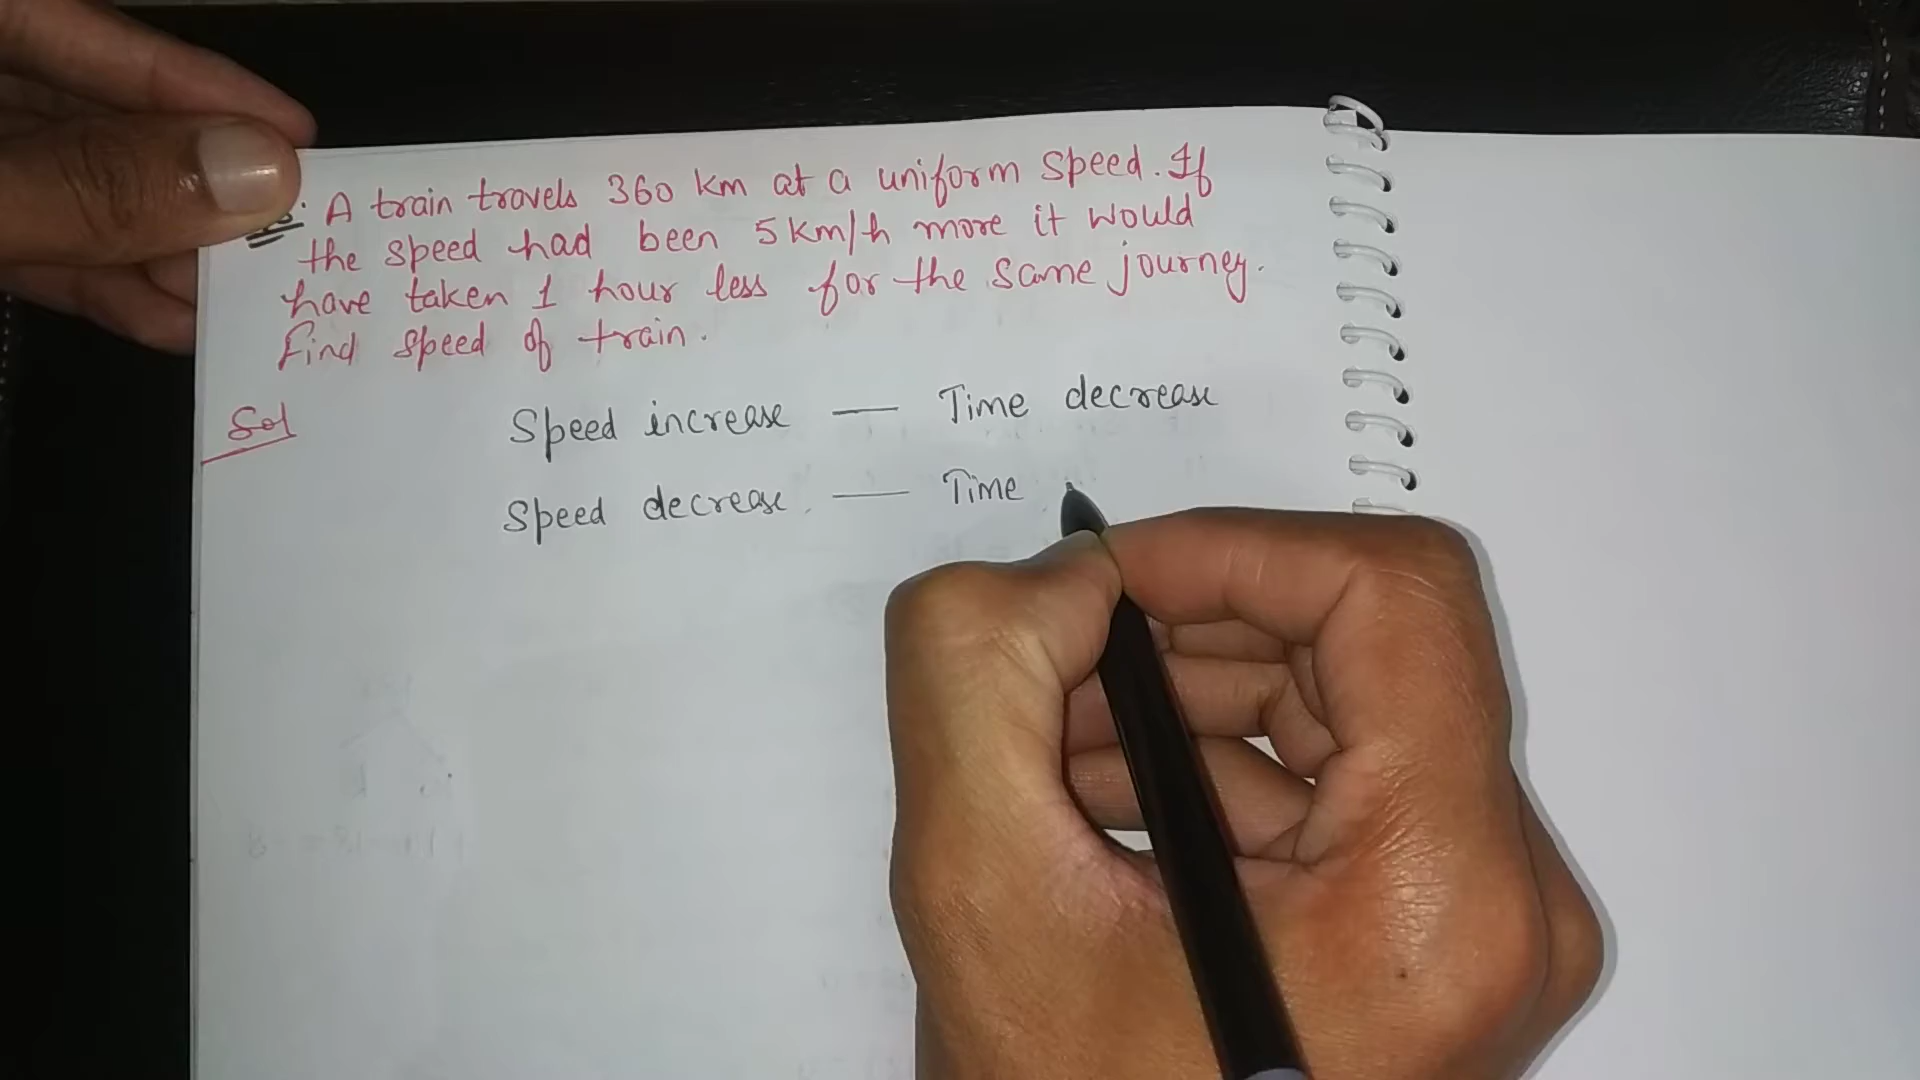 A train travels 360 km at a uniform speed. If
the speed had been 5 km/h more it would
have taken 1 hour less for the same journey.
Find speed of train.
Sol
Speed increase — Time decrease
Speed decrease — Time